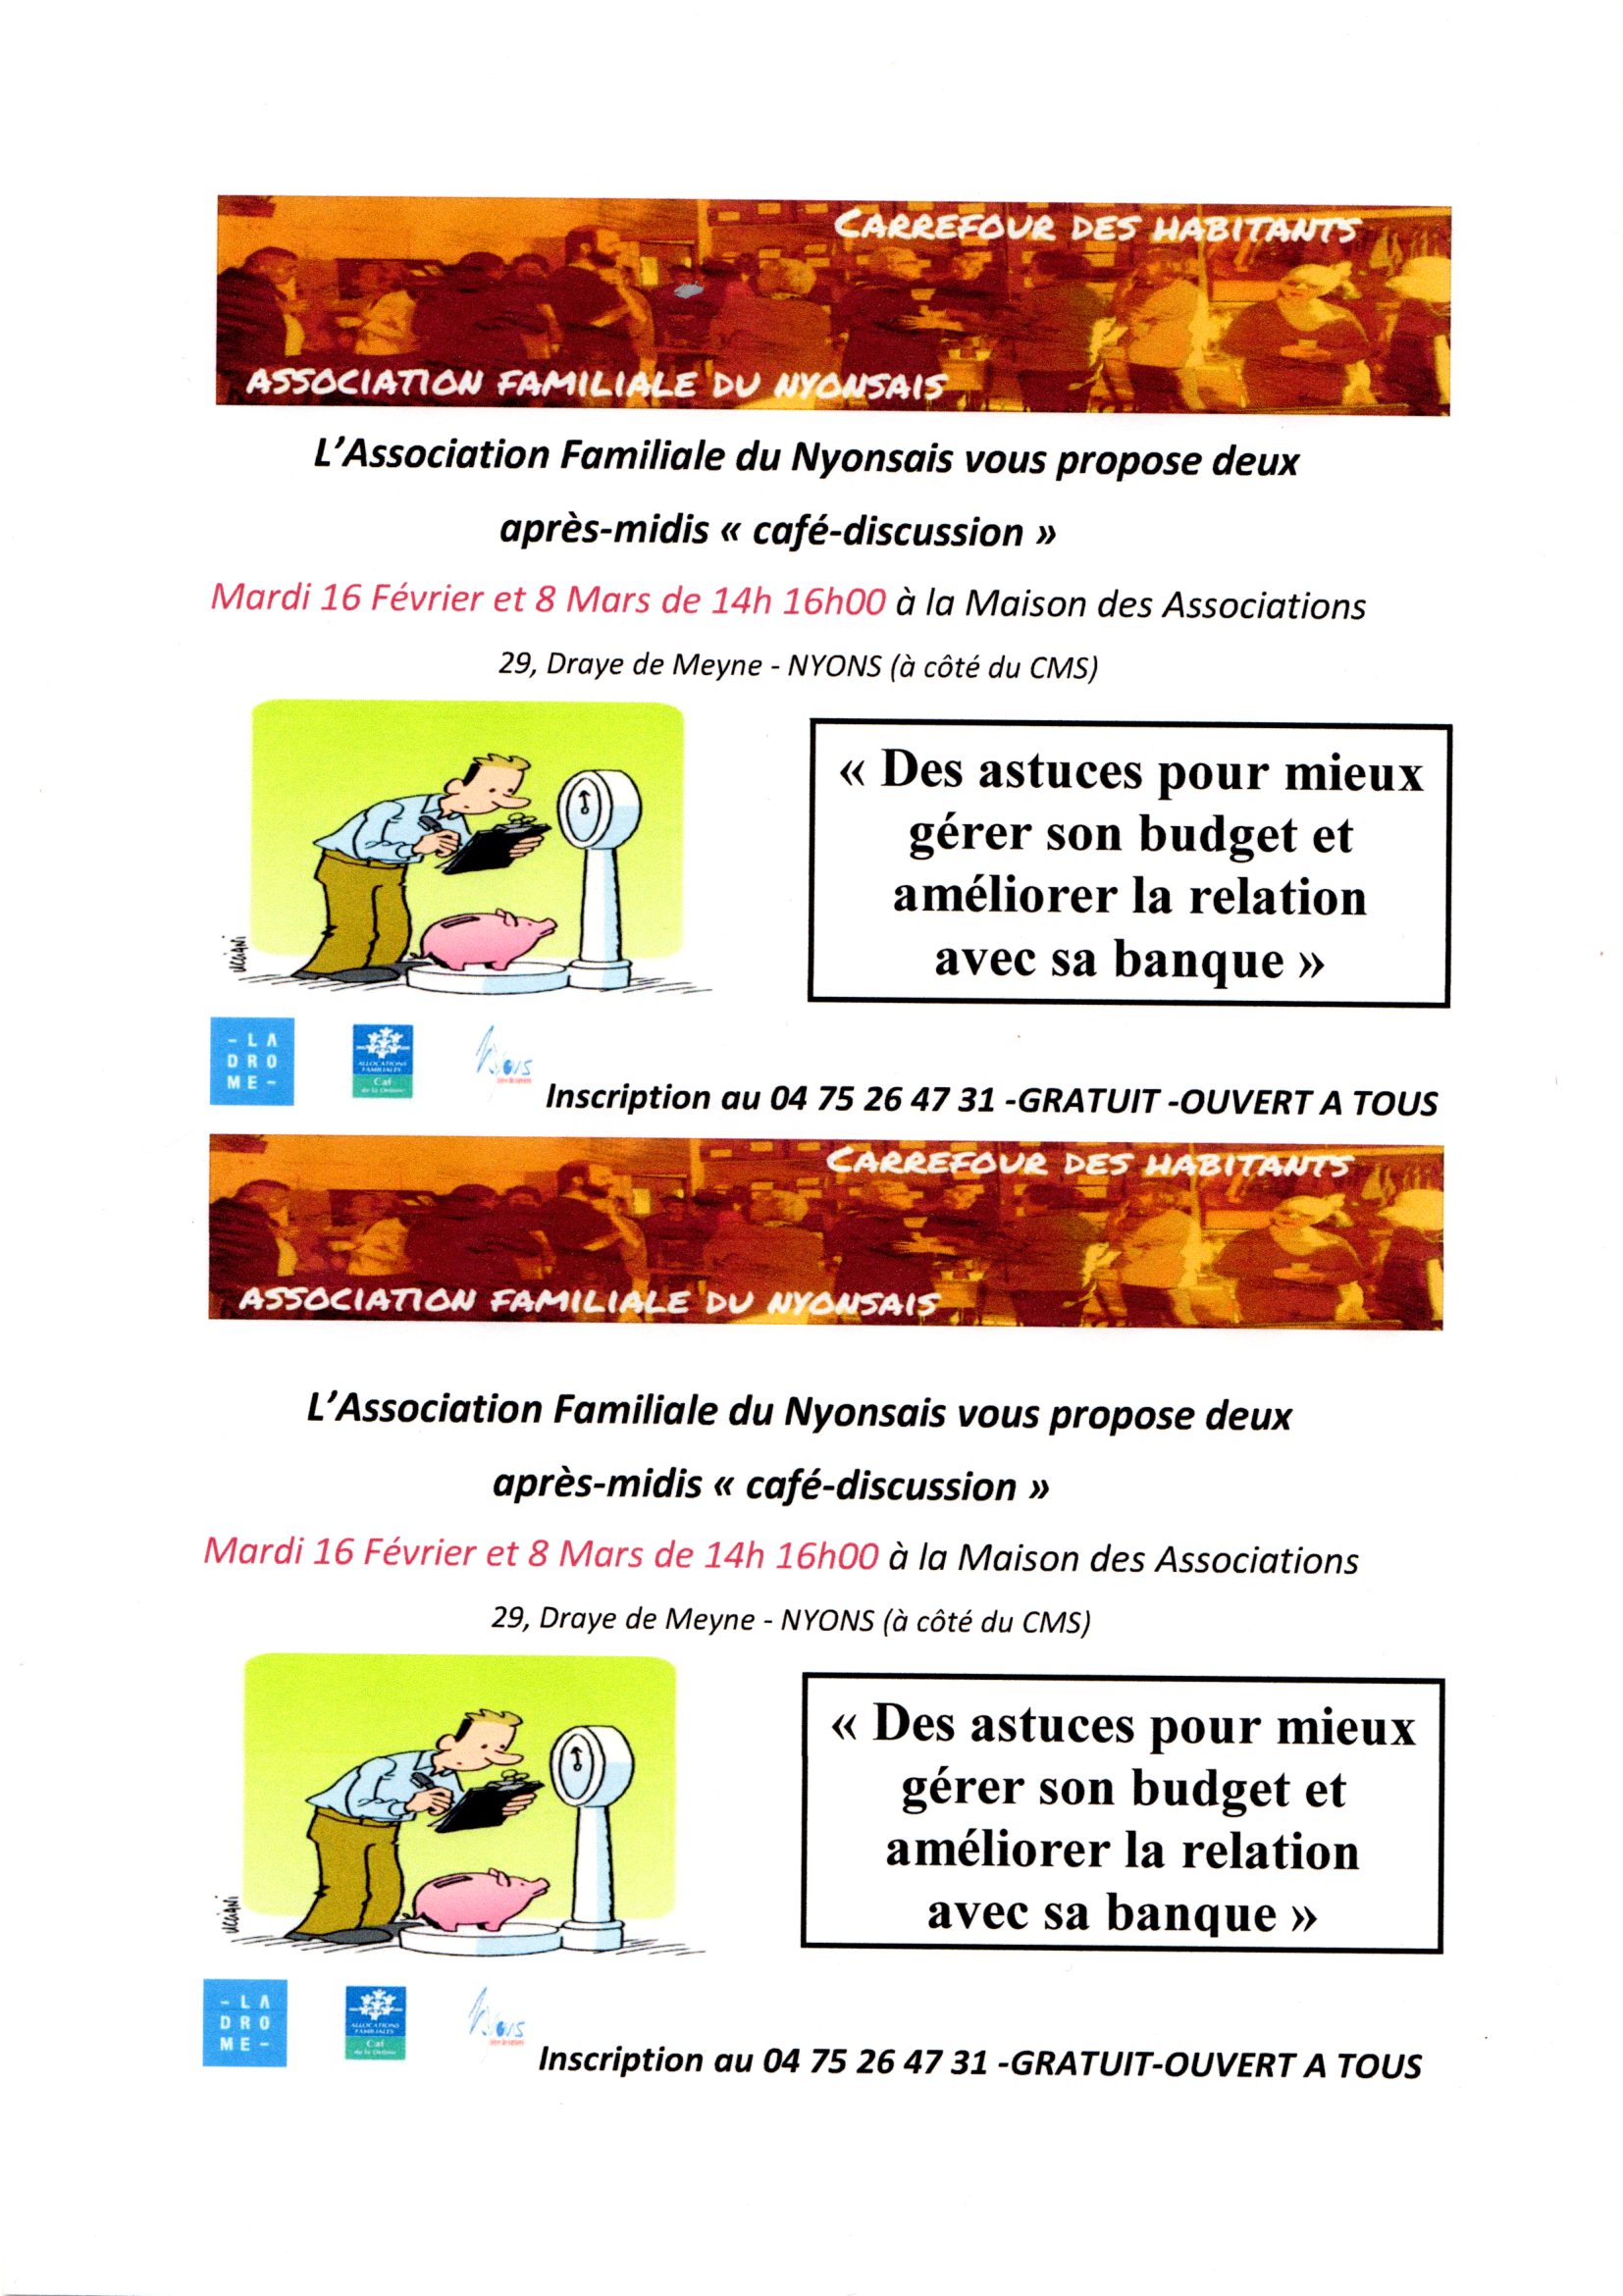 CARREFOUR DES HABITANTS
ASSOCIATION FAMILIALE DU NYONSAIS
L'Association Familiale du Nyonsais vous propose deux
après-midis « café-discussion »
Mardi 16 Février et 8 Mars de 14h 16h00 à la Maison des Associations
29, Draye de Meyne - NYONS (à côté du CMS)
« Des astuces pour mieux
gérer son budget et
améliorer la relation
avec sa banque »
- L A
D R O
M E -
ALLOCATIONS
FAMILIALES
Caf
de la Drôme
Nyons
Inscription au 04 75 26 47 31 -GRATUIT -OUVERT A TOUS
CARREFOUR DES HABITANTS
ASSOCIATION FAMILIALE DU NYONSAIS
L'Association Familiale du Nyonsais vous propose deux
après-midis « café-discussion »
Mardi 16 Février et 8 Mars de 14h 16h00 à la Maison des Associations
29, Draye de Meyne - NYONS (à côté du CMS)
« Des astuces pour mieux
gérer son budget et
améliorer la relation
avec sa banque »
- L A
D R O
M E -
ALLOCATIONS
FAMILIALES
Caf
de la Drôme
Nyons
Inscription au 04 75 26 47 31 -GRATUIT-OUVERT A TOUS